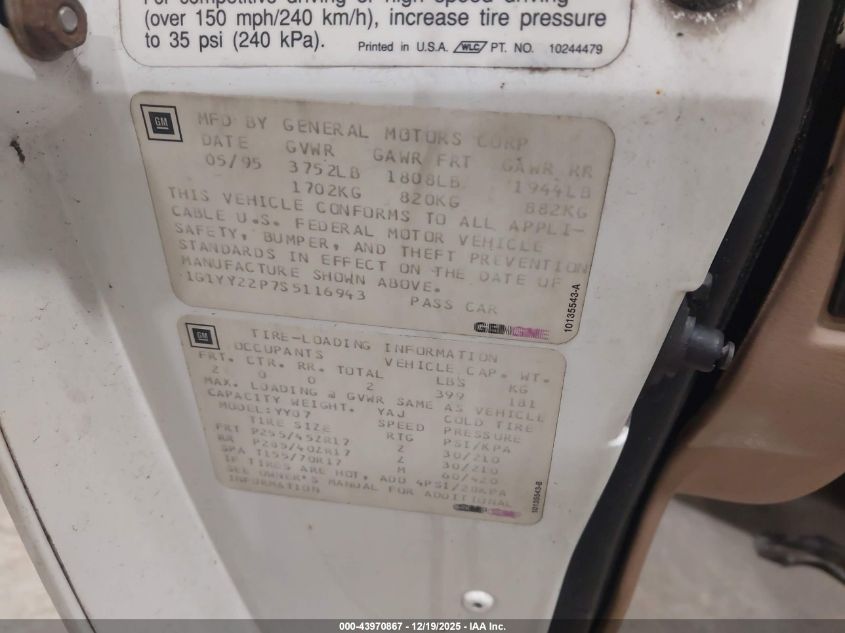 For competitive driving or high speed driving
(over 150 mph/240 km/h), increase tire pressure
to 35 psi (240 kPa).
Printed in U.S.A. WLC PT. NO. 10244479
GM
MFD BY GENERAL MOTORS CORP
DATE GVWR GAWR FRT GAWR RR
05/95 3752LB 1808LB 1944LB
1702KG 820KG 882KG
THIS VEHICLE CONFORMS TO ALL APPLI-
CABLE U.S. FEDERAL MOTOR VEHICLE
SAFETY, BUMPER, AND THEFT PREVENTION
STANDARDS IN EFFECT ON THE DATE OF
MANUFACTURE SHOWN ABOVE.
1G1YY22P7S5116943 PASS CAR
GENUINE
10135543-A
GM
TIRE-LOADING INFORMATION
OCCUPANTS VEHICLE CAP. WT.
FRT. CTR. RR. TOTAL LBS KG
2 0 0 2 399 181
MAX. LOADING @ GVWR SAME AS VEHICLE
CAPACITY WEIGHT. YAJ COLD TIRE
MODEL:YY07 SPEED PRESSURE
TIRE SIZE RTG PSI/KPA
FRT P255/45ZR17 Z 30/210
RR P285/40ZR17 Z 30/210
SPA T155/70R17 M 60/420
IF TIRES ARE HOT, ADD 4PSI/28KPA
SEE OWNER'S MANUAL FOR ADDITIONAL
INFORMATION
10135543-B
000-43970867 - 12/19/2025 - IAA Inc.